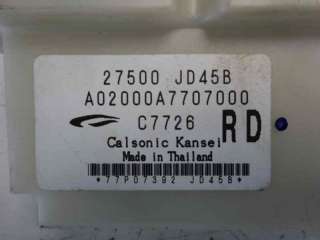 27500 JD45B
A02000A7707000
C7726 RD
Calsonic Kansei
Made in Thailand
*77P07392 JD45B*